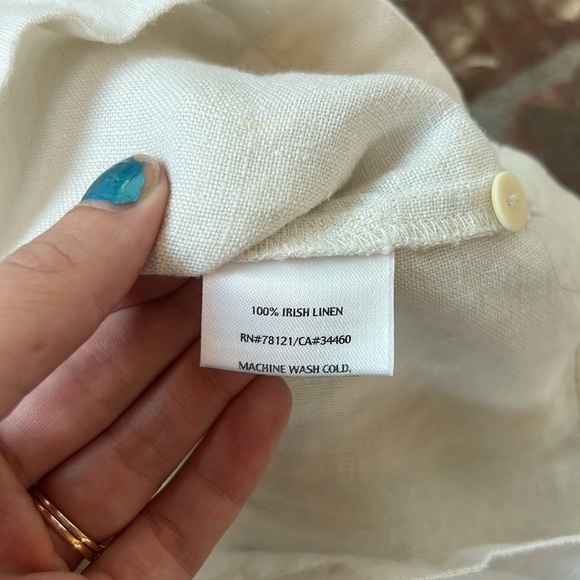 100% IRISH LINEN
RN#78121/CA#34460
MACHINE WASH COLD,